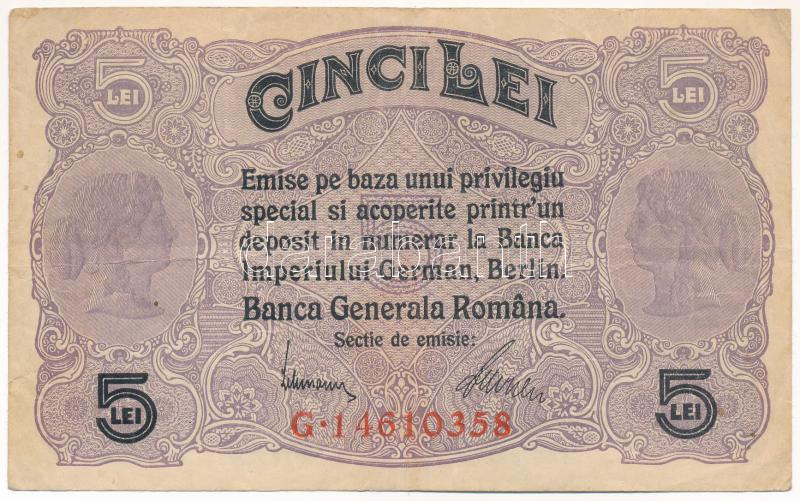 5 LEI
CINCI LEI
5 LEI
Emise pe baza unui privilegiu
special si acoperite printr'un
deposit in numerar la Banca
Imperiului German, Berlin.
Banca Generala Româna.
Sectie de emisie:
5 LEI
G·14610358
5 LEI
darabanth